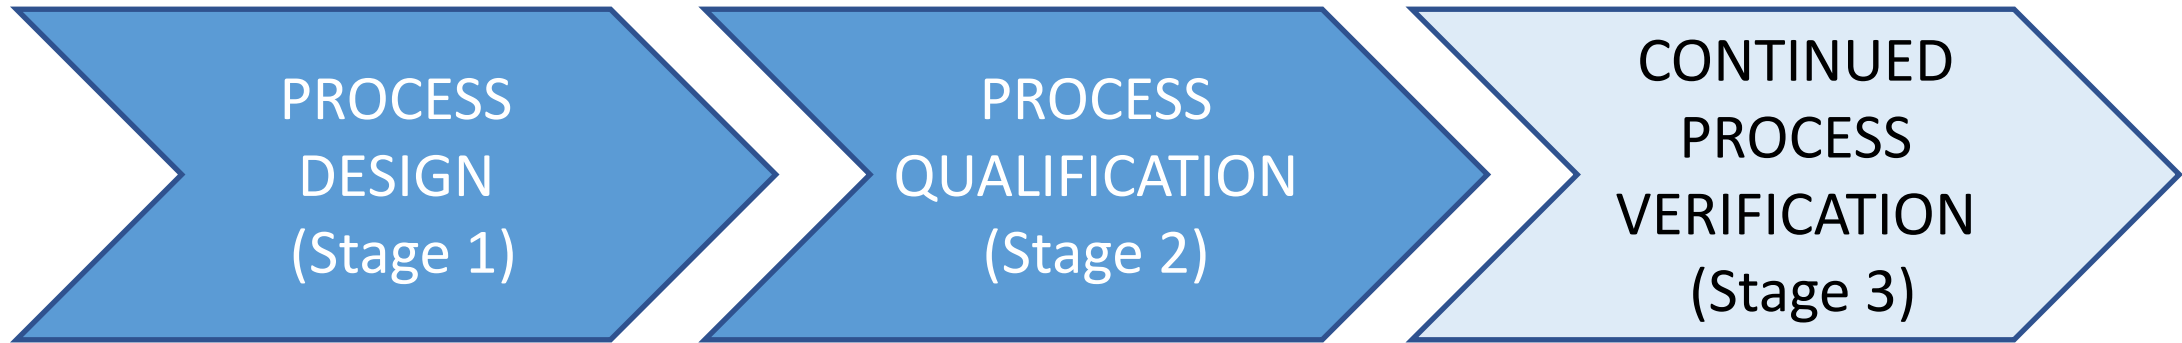 PROCESS
DESIGN
(Stage 1)
PROCESS
QUALIFICATION
(Stage 2)
CONTINUED
PROCESS
VERIFICATION
(Stage 3)